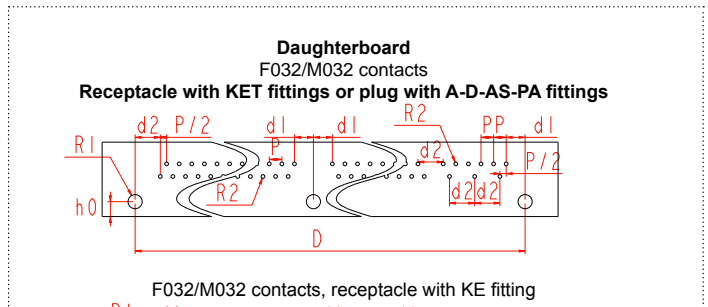 Daughterboard
F032/M032 contacts
Receptacle with KET fittings or plug with A-D-AS-PA fittings
d2 P/2 d1 d1 R2 PP d1
R1 P d2 P/2
R2 d2 d2
h0
D
F032/M032 contacts, receptacle with KE fitting